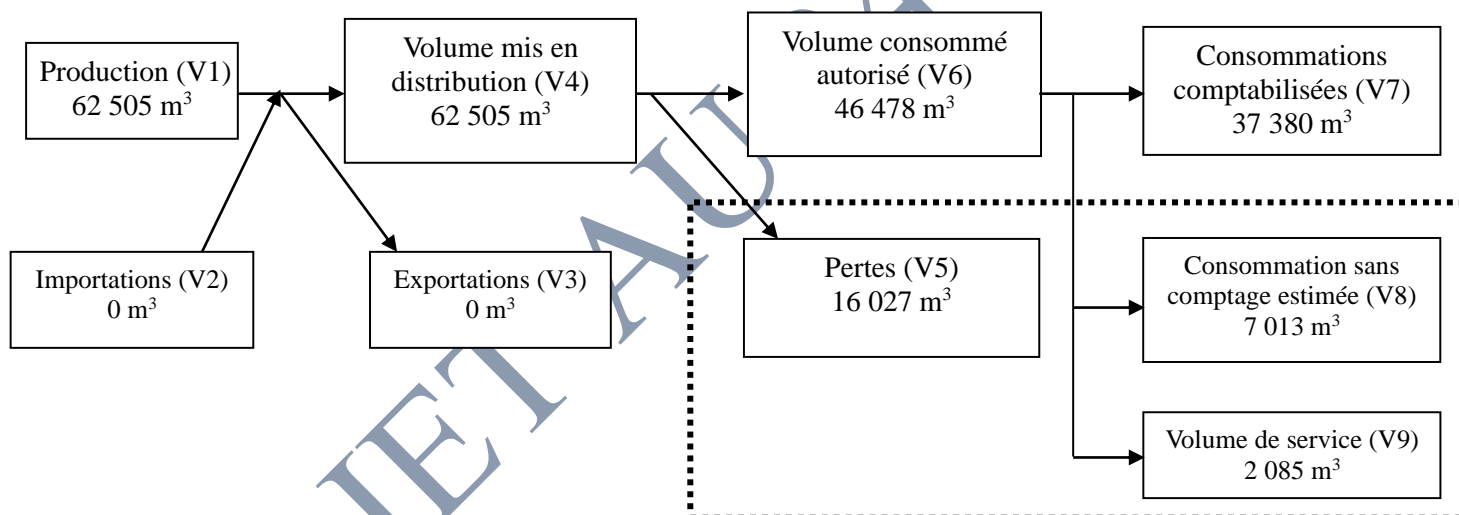 Production (V1)
62 505 m³
Volume mis en
distribution (V4)
62 505 m³
Volume consommé
autorisé (V6)
46 478 m³
Consommations
comptabilisées (V7)
37 380 m³
Importations (V2)
0 m³
Exportations (V3)
0 m³
Pertes (V5)
16 027 m³
Consommation sans
comptage estimée (V8)
7 013 m³
Volume de service (V9)
2 085 m³